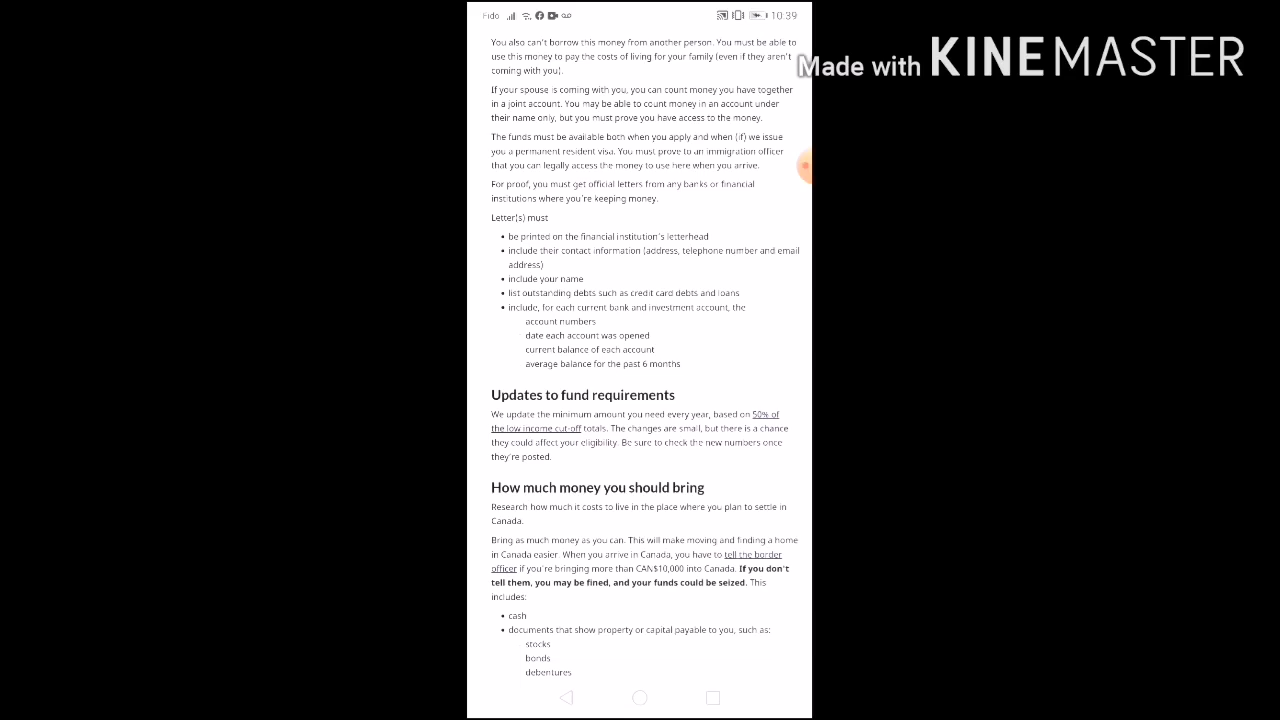 Fido 10:39
Made with KINEMASTER
You also can't borrow this money from another person. You must be able to
use this money to pay the costs of living for your family (even if they aren't
coming with you).
If your spouse is coming with you, you can count money you have together
in a joint account. You may be able to count money in an account under
their name only, but you must prove you have access to the money.
The funds must be available both when you apply and when (if) we issue
you a permanent resident visa. You must prove to an immigration officer
that you can legally access the money to use here when you arrive.
For proof, you must get official letters from any banks or financial
institutions where you're keeping money.
Letter(s) must
• be printed on the financial institution's letterhead
• include their contact information (address, telephone number and email
address)
• include your name
• list outstanding debts such as credit card debts and loans
• include, for each current bank and investment account, the
account numbers
date each account was opened
current balance of each account
average balance for the past 6 months
Updates to fund requirements
We update the minimum amount you need every year, based on 50% of
the low income cut-off totals. The changes are small, but there is a chance
they could affect your eligibility. Be sure to check the new numbers once
they're posted.
How much money you should bring
Research how much it costs to live in the place where you plan to settle in
Canada.
Bring as much money as you can. This will make moving and finding a home
in Canada easier. When you arrive in Canada, you have to tell the border
officer if you're bringing more than CAN$10,000 into Canada. If you don't
tell them, you may be fined, and your funds could be seized. This
includes:
• cash
• documents that show property or capital payable to you, such as:
stocks
bonds
debentures